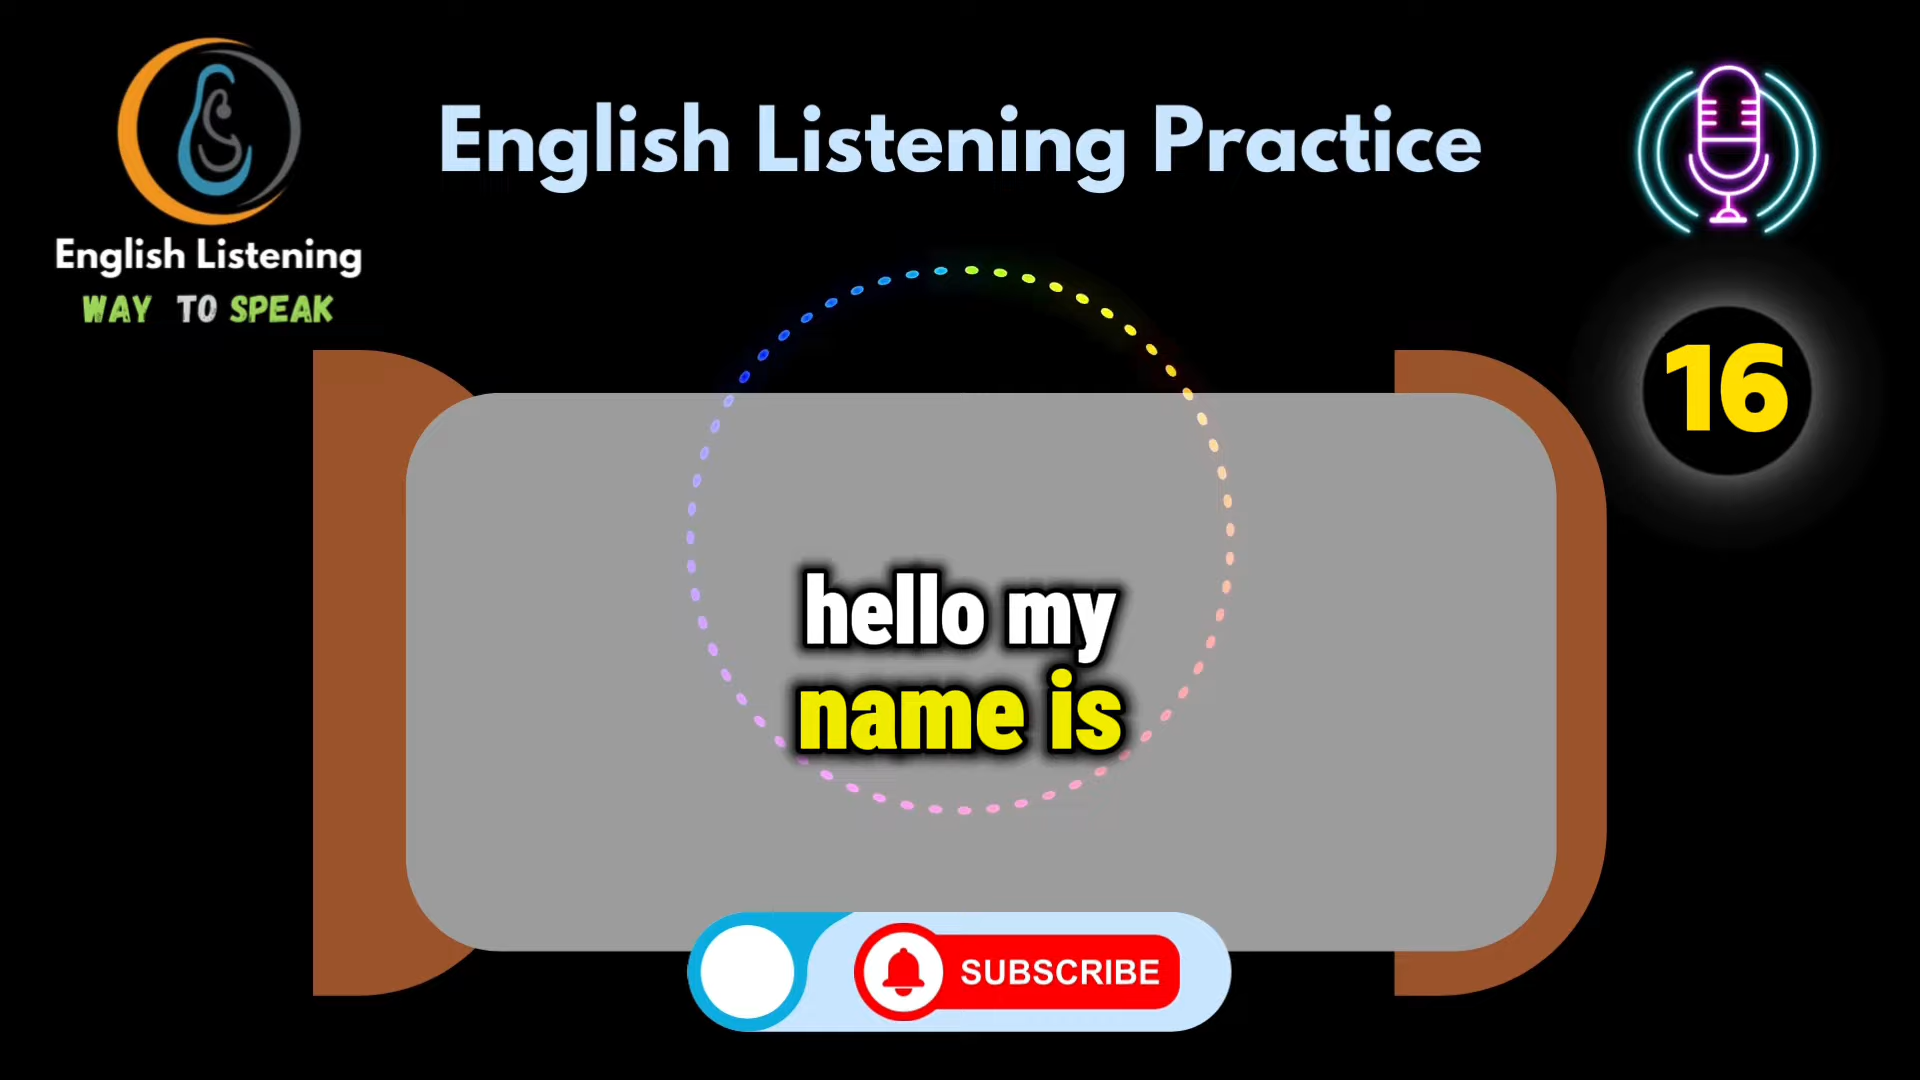 English Listening Practice
English Listening
WAY TO SPEAK
16
hello my
name is
SUBSCRIBE